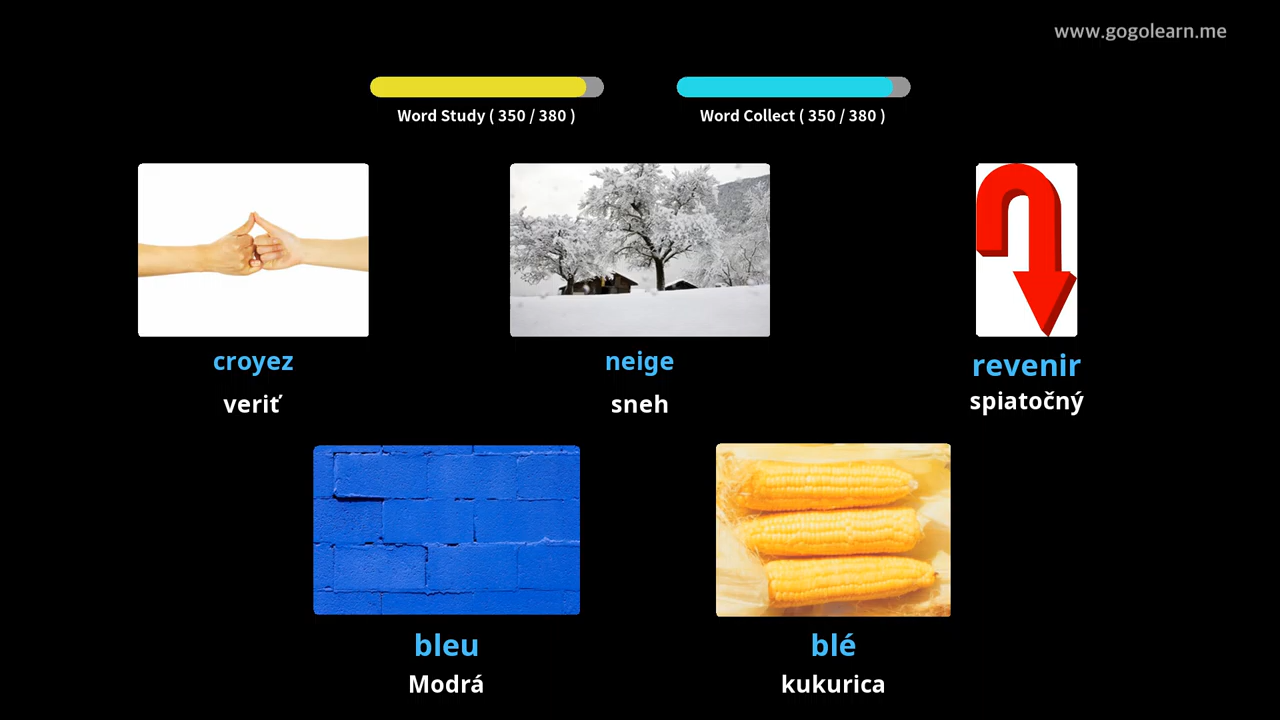 www.gogolearn.me
Word Study ( 350 / 380 )
Word Collect ( 350 / 380 )
croyez
veriť
neige
sneh
revenir
spiatočný
bleu
Modrá
blé
kukurica